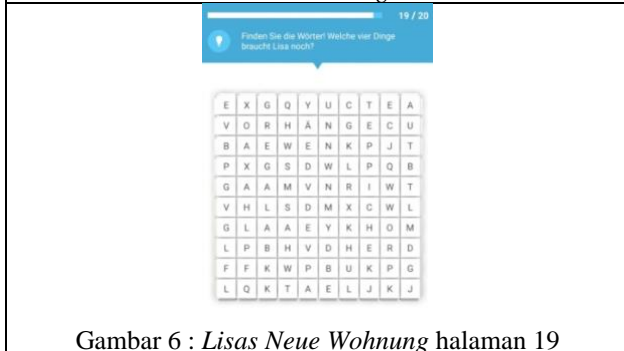 19 / 20
Finden Sie die Wörter! Welche vier Dinge
braucht Lisa noch?
E X G Q Y U C T E A
V O R H Ä N G E C U
B A E W E N K P J T
P X G S D W L P Q B
G A A M V N R I W T
V H L S D M X C W L
G L A A E Y K H O M
L P B H V D H E R D
F F K W P B U K P G
L Q K T A E L J K J
Gambar 6 : Lisas Neue Wohnung halaman 19